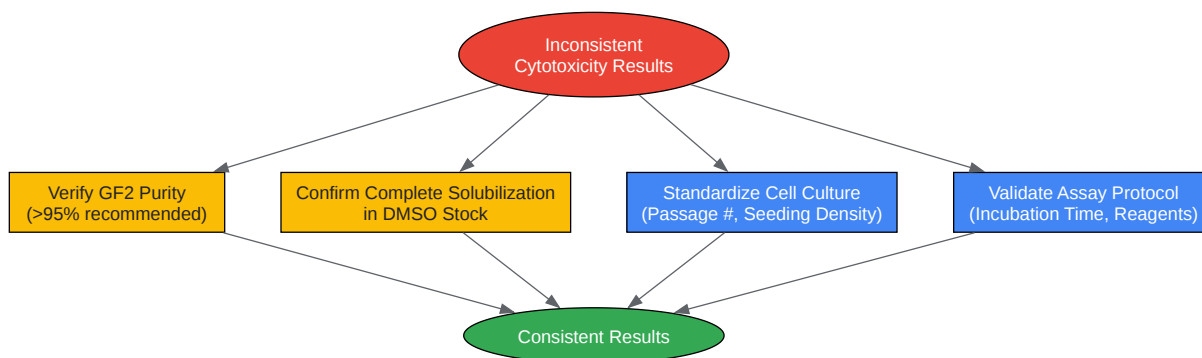 Inconsistent
Cytotoxicity Results
Verify GF2 Purity
(>95% recommended)
Confirm Complete Solubilization
in DMSO Stock
Standardize Cell Culture
(Passage #, Seeding Density)
Validate Assay Protocol
(Incubation Time, Reagents)
Consistent Results